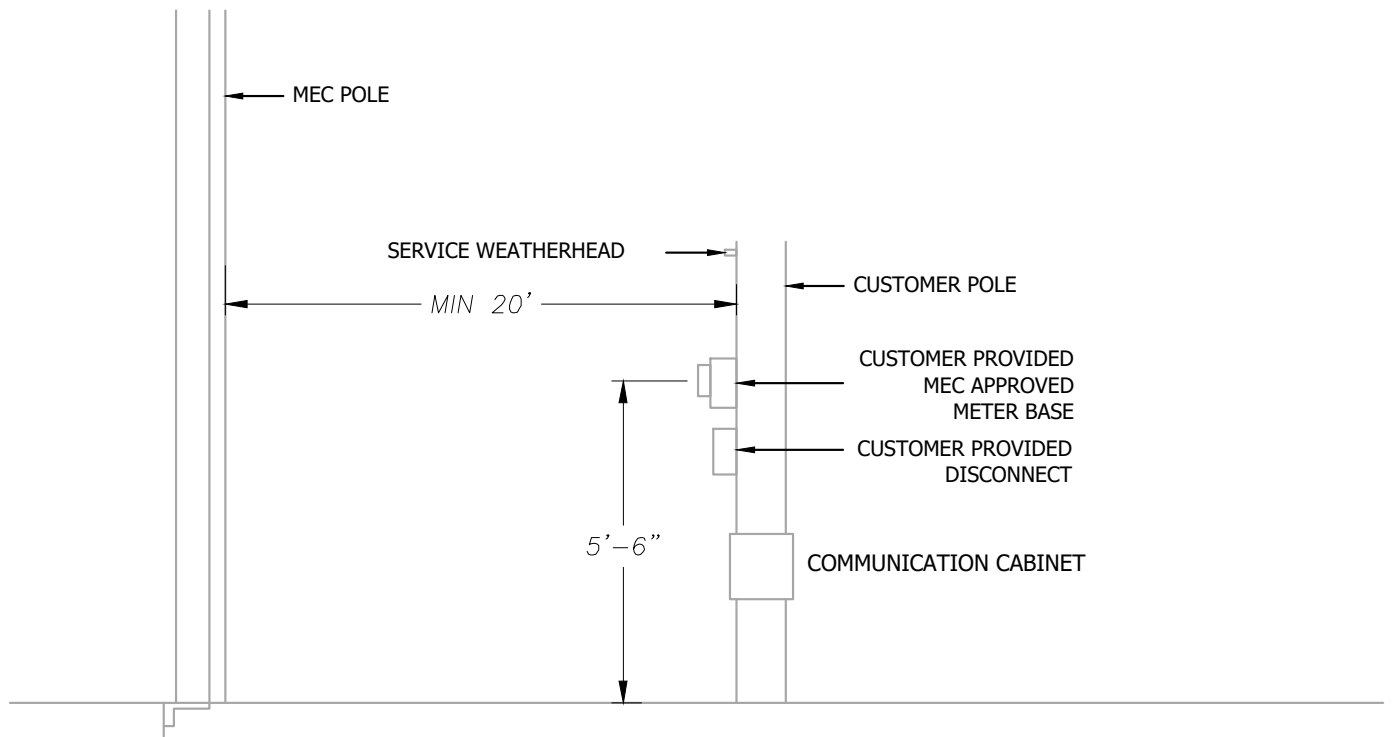 MEC POLE
SERVICE WEATHERHEAD
CUSTOMER POLE
MIN 20'
CUSTOMER PROVIDED
MEC APPROVED
METER BASE
CUSTOMER PROVIDED
DISCONNECT
5'-6"
COMMUNICATION CABINET